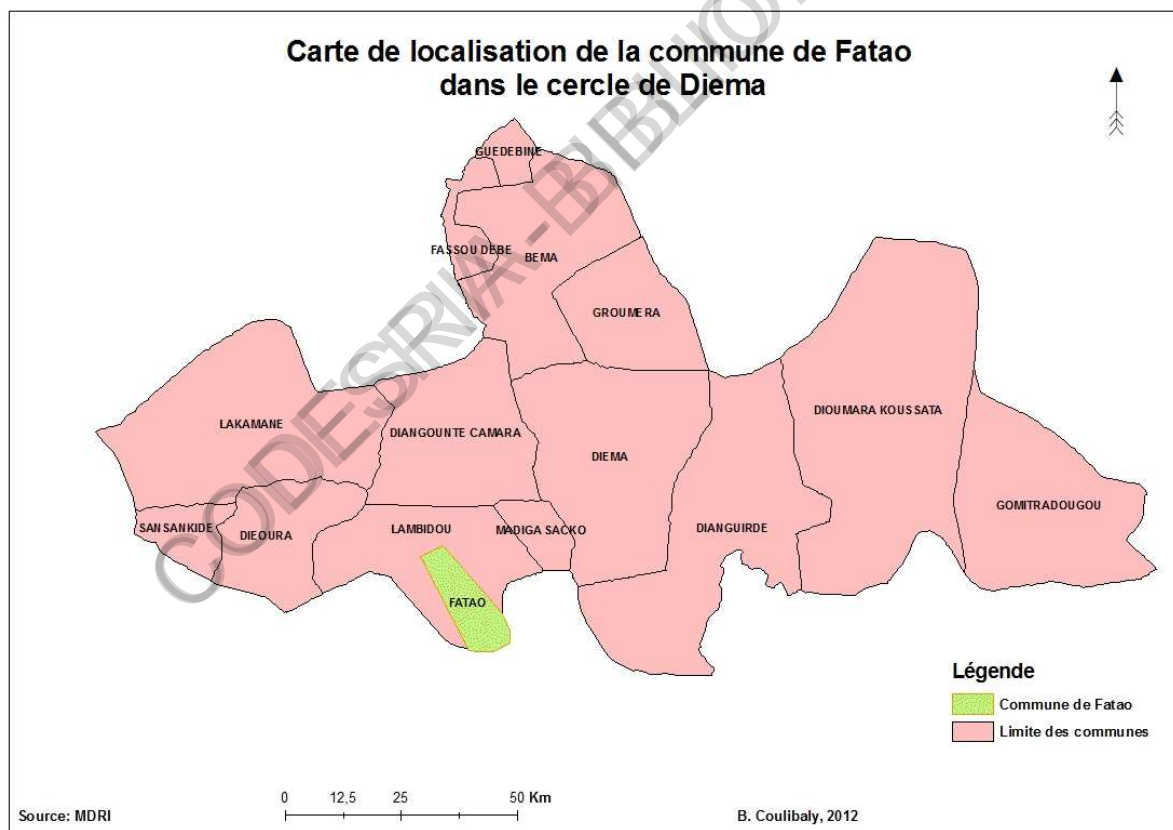 Carte de localisation de la commune de Fatao
dans le cercle de Diema
GUEDEBINE
FASSOU DEBE
BEMA
GROUMERA
LAKAMANE
DIANGOUNTE CAMARA
DIEMA
DIOUMARA KOUSSATA
SANSANKIDE
DIEOURA
LAMBIDOU
MADIGA SACKO
DIANGUIRDE
GOMITRADOUGOU
FATAO
Légende
Commune de Fatao
Limite des communes
0 12,5 25 50 Km
Source: MDRI
B. Coulibaly, 2012